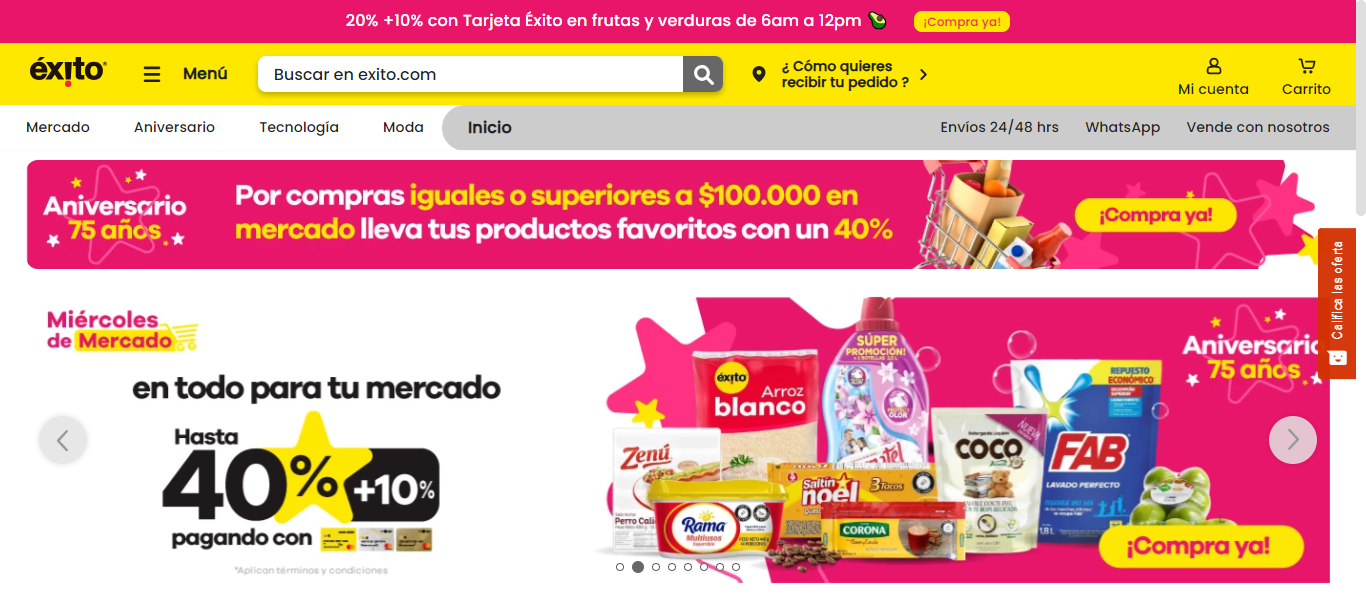 20% +10% con Tarjeta Éxito en frutas y verduras de 6am a 12pm
¡Compra ya!
éxito
Menú
Buscar en exito.com
¿ Cómo quieres
recibir tu pedido ?
Mi cuenta
Carrito
Mercado
Aniversario
Tecnología
Moda
Inicio
Envíos 24/48 hrs
WhatsApp
Vende con nosotros
Aniversario
75 años
Por compras iguales o superiores a $100.000 en
mercado lleva tus productos favoritos con un 40%
¡Compra ya!
Califica las oferta
Miércoles
de Mercado
en todo para tu mercado
Hasta
40% +10%
pagando con
*Aplican términos y condiciones
éxito
Arroz
blanco
SÚPER
PROMOCIÓN!
Zenú
Rama
Multiusos
Saltín
noel
3 Tacos
CORONA
NUEVO
COCO
REPUESTO
ECONÓMICO
FAB
LAVADO PERFECTO
1,8 L
Aniversario
75 años
¡Compra ya!